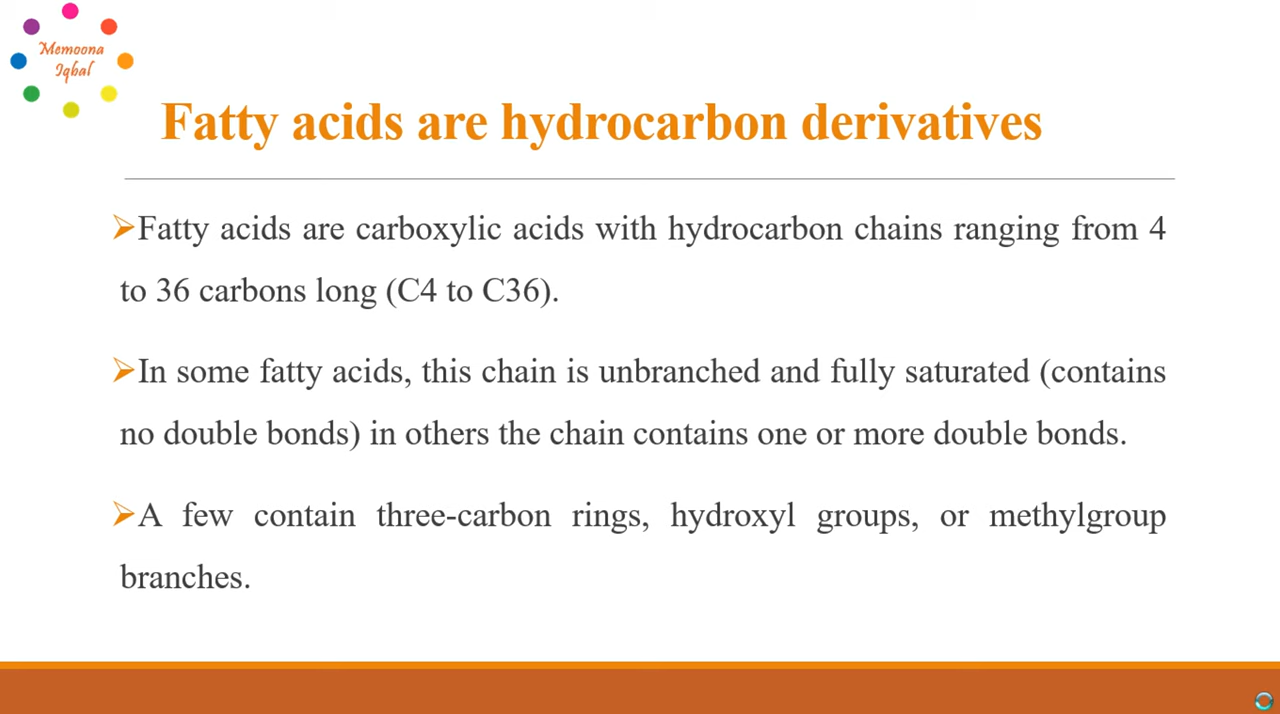 Memoona
Iqbal
Fatty acids are hydrocarbon derivatives
➢Fatty acids are carboxylic acids with hydrocarbon chains ranging from 4
to 36 carbons long (C4 to C36).
➢In some fatty acids, this chain is unbranched and fully saturated (contains
no double bonds) in others the chain contains one or more double bonds.
➢A few contain three-carbon rings, hydroxyl groups, or methylgroup
branches.